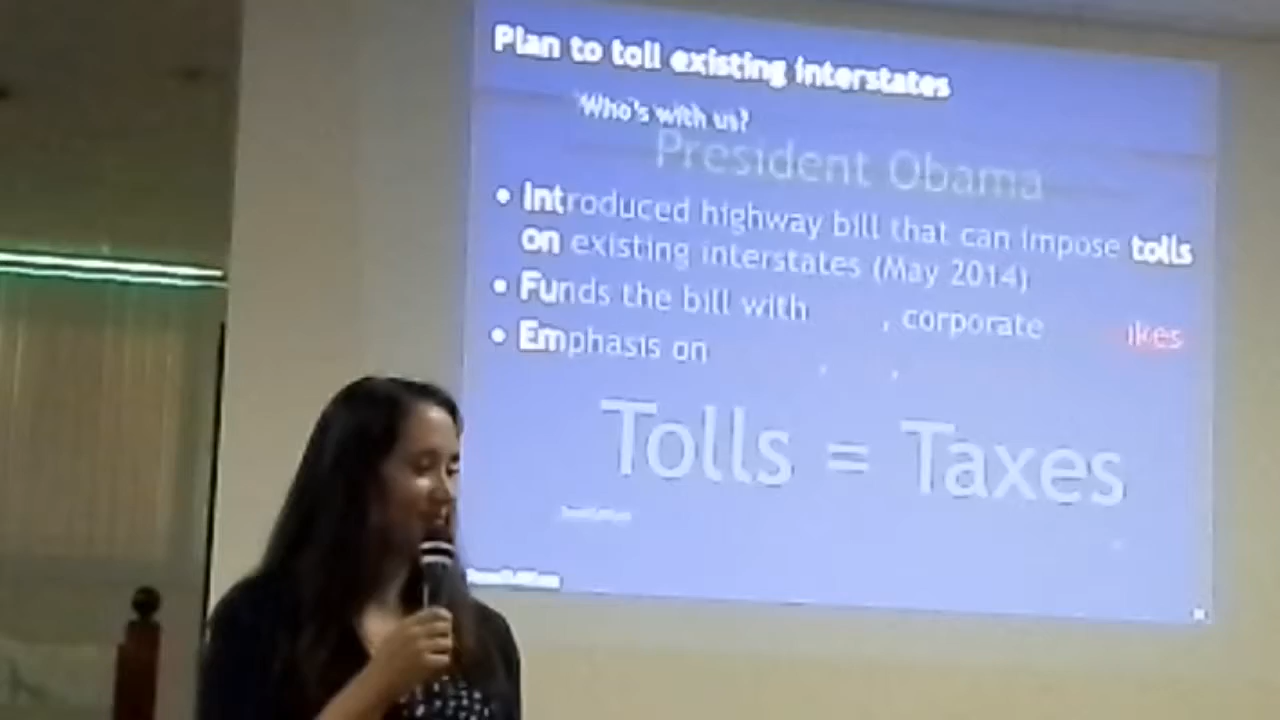 Plan to toll existing interstates
Who's with us?
President Obama
• Introduced highway bill that can impose tolls
on existing interstates (May 2014)
• Funds the bill with , corporate
• Emphasis on , ,
Tolls = Taxes